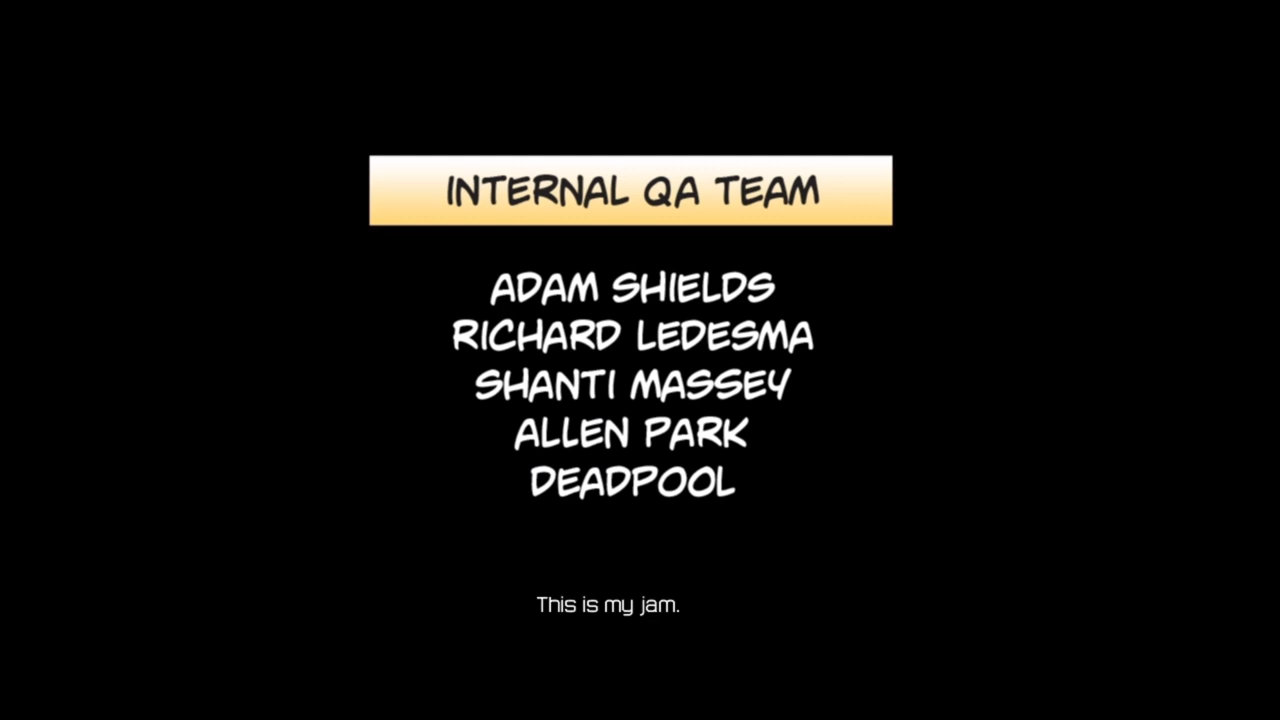 INTERNAL QA TEAM
ADAM SHIELDS
RICHARD LEDESMA
SHANTI MASSEY
ALLEN PARK
DEADPOOL
This is my jam.